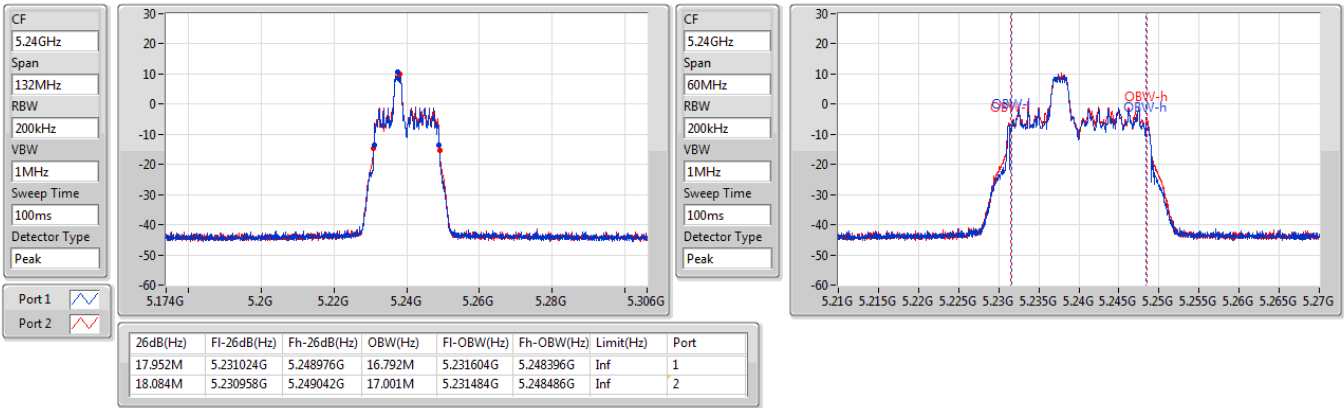 CF
5.24GHz
Span
132MHz
RBW
200kHz
VBW
1MHz
Sweep Time
100ms
Detector Type
Peak
Port 1
Port 2
30
20
10
0
-10
-20
-30
-40
-50
-60
5.174G 5.2G 5.22G 5.24G 5.26G 5.28G 5.306G
CF
5.24GHz
Span
60MHz
RBW
200kHz
VBW
1MHz
Sweep Time
100ms
Detector Type
Peak
30
20
10
0
-10
-20
-30
-40
-50
-60
OBW-h
OBW-h
5.21G 5.215G 5.22G 5.225G 5.23G 5.235G 5.24G 5.245G 5.25G 5.255G 5.26G 5.265G 5.27G
26dB(Hz) Fl-26dB(Hz) Fh-26dB(Hz) OBW(Hz) Fl-OBW(Hz) Fh-OBW(Hz) Limit(Hz) Port
17.952M 5.231024G 5.248976G 16.792M 5.231604G 5.248396G Inf 1
18.084M 5.230958G 5.249042G 17.001M 5.231484G 5.248486G Inf 2